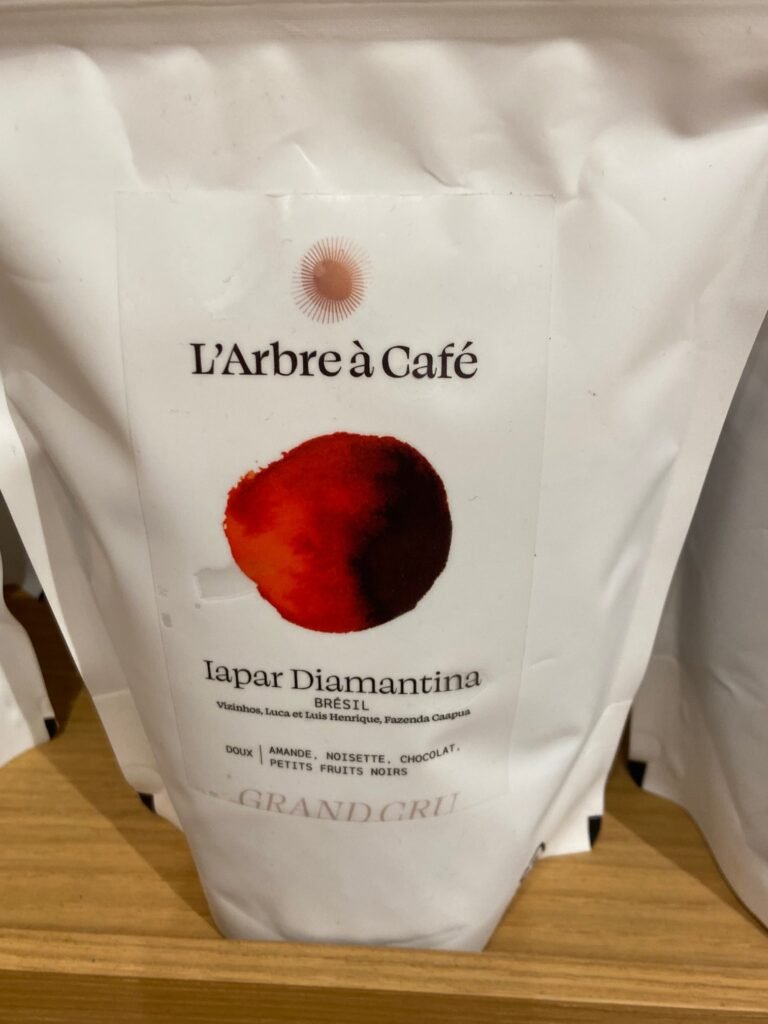 L'Arbre à Café
Iapar Diamantina
BRÉSIL
Vizinhos, Luca et Luis Henrique, Fazenda Caapua
DOUX | AMANDE, NOISETTE, CHOCOLAT,
PETITS FRUITS NOIRS
GRAND CRU